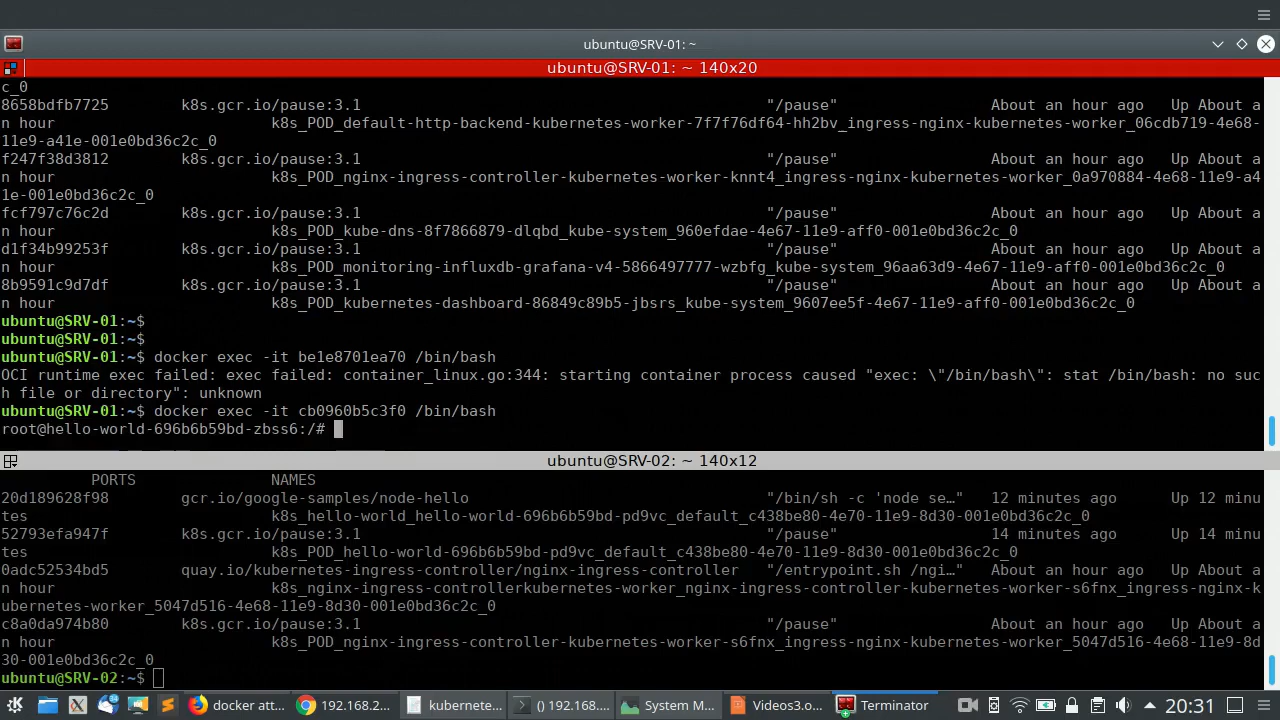 ubuntu@SRV-01: ~
ubuntu@SRV-01: ~ 140x20
c_0
8658bdfb7725        k8s.gcr.io/pause:3.1                                             "/pause"                 About an hour ago   Up About a
n hour                        k8s_POD_default-http-backend-kubernetes-worker-7f7f76df64-hh2bv_ingress-nginx-kubernetes-worker_06cdb719-4e68-
11e9-a41e-001e0bd36c2c_0
f247f38d3812        k8s.gcr.io/pause:3.1                                             "/pause"                 About an hour ago   Up About a
n hour                        k8s_POD_nginx-ingress-controller-kubernetes-worker-knnt4_ingress-nginx-kubernetes-worker_0a970884-4e68-11e9-a4
1e-001e0bd36c2c_0
fcf797c76c2d        k8s.gcr.io/pause:3.1                                             "/pause"                 About an hour ago   Up About a
n hour                        k8s_POD_kube-dns-8f7866879-dlqbd_kube-system_960efdae-4e67-11e9-aff0-001e0bd36c2c_0
d1f34b99253f        k8s.gcr.io/pause:3.1                                             "/pause"                 About an hour ago   Up About a
n hour                        k8s_POD_monitoring-influxdb-grafana-v4-5866497777-wzbfg_kube-system_96aa63d9-4e67-11e9-aff0-001e0bd36c2c_0
8b9591c9d7df        k8s.gcr.io/pause:3.1                                             "/pause"                 About an hour ago   Up About a
n hour                        k8s_POD_kubernetes-dashboard-86849c89b5-jbsrs_kube-system_9607ee5f-4e67-11e9-aff0-001e0bd36c2c_0
ubuntu@SRV-01:~$
ubuntu@SRV-01:~$
ubuntu@SRV-01:~$ docker exec -it be1e8701ea70 /bin/bash
OCI runtime exec failed: exec failed: container_linux.go:344: starting container process caused "exec: \"/bin/bash\": stat /bin/bash: no suc
h file or directory": unknown
ubuntu@SRV-01:~$ docker exec -it cb0960b5c3f0 /bin/bash
root@hello-world-696b6b59bd-zbss6:/#
ubuntu@SRV-02: ~ 140x12
PORTS               NAMES
20d189628f98        gcr.io/google-samples/node-hello                                 "/bin/sh -c 'node se…"   12 minutes ago      Up 12 minu
tes                           k8s_hello-world_hello-world-696b6b59bd-pd9vc_default_c438be80-4e70-11e9-8d30-001e0bd36c2c_0
52793efa947f        k8s.gcr.io/pause:3.1                                             "/pause"                 14 minutes ago      Up 14 minu
tes                           k8s_POD_hello-world-696b6b59bd-pd9vc_default_c438be80-4e70-11e9-8d30-001e0bd36c2c_0
0adc52534bd5        quay.io/kubernetes-ingress-controller/nginx-ingress-controller   "/entrypoint.sh /ngi…"   About an hour ago   Up About a
n hour                        k8s_nginx-ingress-controllerkubernetes-worker_nginx-ingress-controller-kubernetes-worker-s6fnx_ingress-nginx-k
ubernetes-worker_5047d516-4e68-11e9-8d30-001e0bd36c2c_0
c8a0da974b80        k8s.gcr.io/pause:3.1                                             "/pause"                 About an hour ago   Up About a
n hour                        k8s_POD_nginx-ingress-controller-kubernetes-worker-s6fnx_ingress-nginx-kubernetes-worker_5047d516-4e68-11e9-8d
30-001e0bd36c2c_0
ubuntu@SRV-02:~$
docker att... 192.168.2... kubernete... () 192.168.... System M... Videos3.o... Terminator 20:31